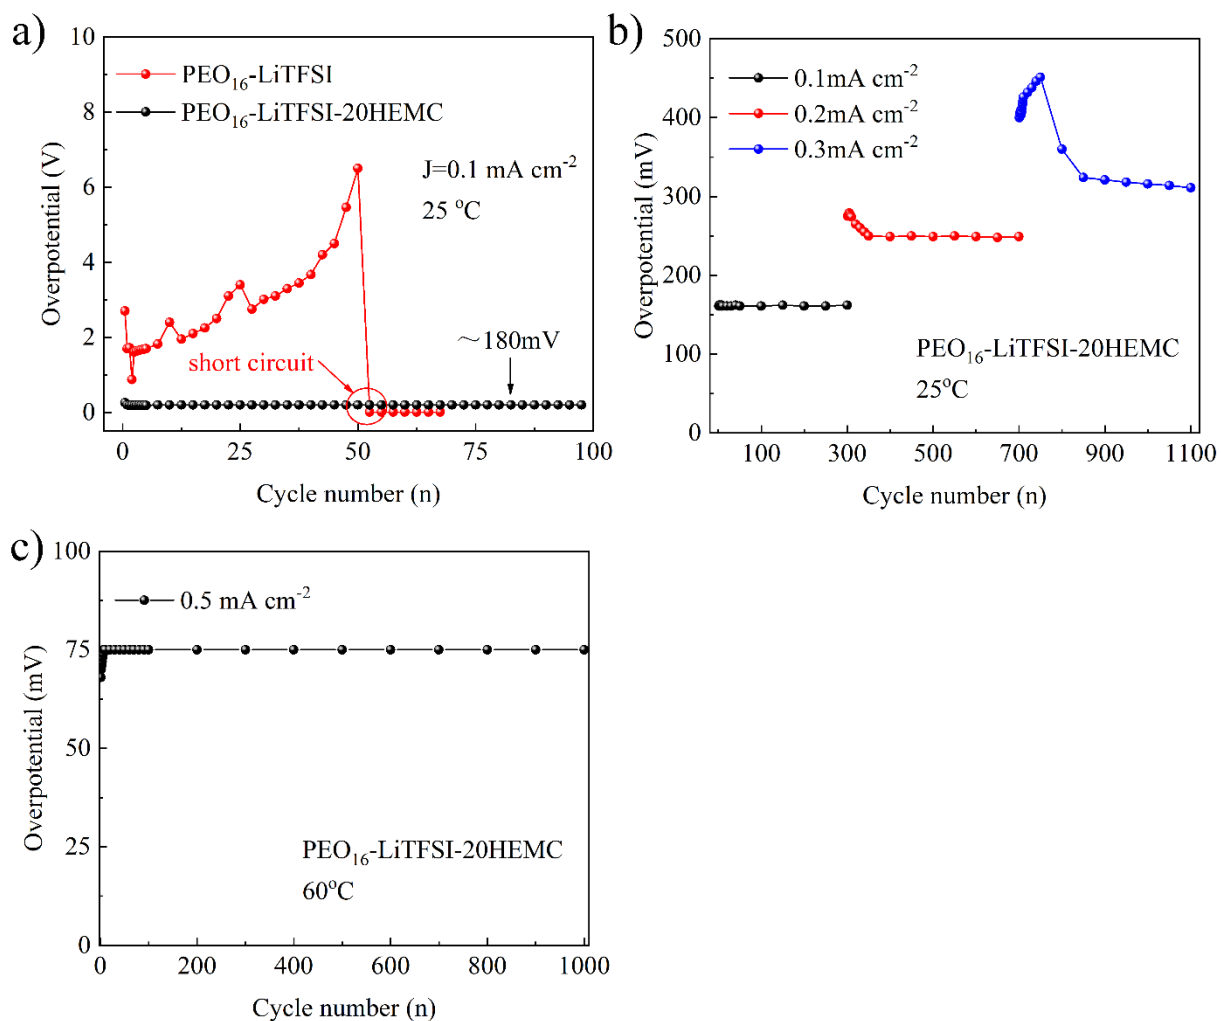 a)
10
8
6
4
2
0
Overpotential (V)
PEO₁₆-LiTFSI
PEO₁₆-LiTFSI-20HEMC
J=0.1 mA cm⁻²
25 °C
～180mV
short circuit
0
25
50
75
100
Cycle number (n)
b)
500
400
300
200
100
0
Overpotential (mV)
0.1mA cm⁻²
0.2mA cm⁻²
0.3mA cm⁻²
PEO₁₆-LiTFSI-20HEMC
25°C
100
300
500
700
900
1100
Cycle number (n)
c)
100
75
50
25
0
Overpotential (mV)
0.5 mA cm⁻²
PEO₁₆-LiTFSI-20HEMC
60°C
0
200
400
600
800
1000
Cycle number (n)